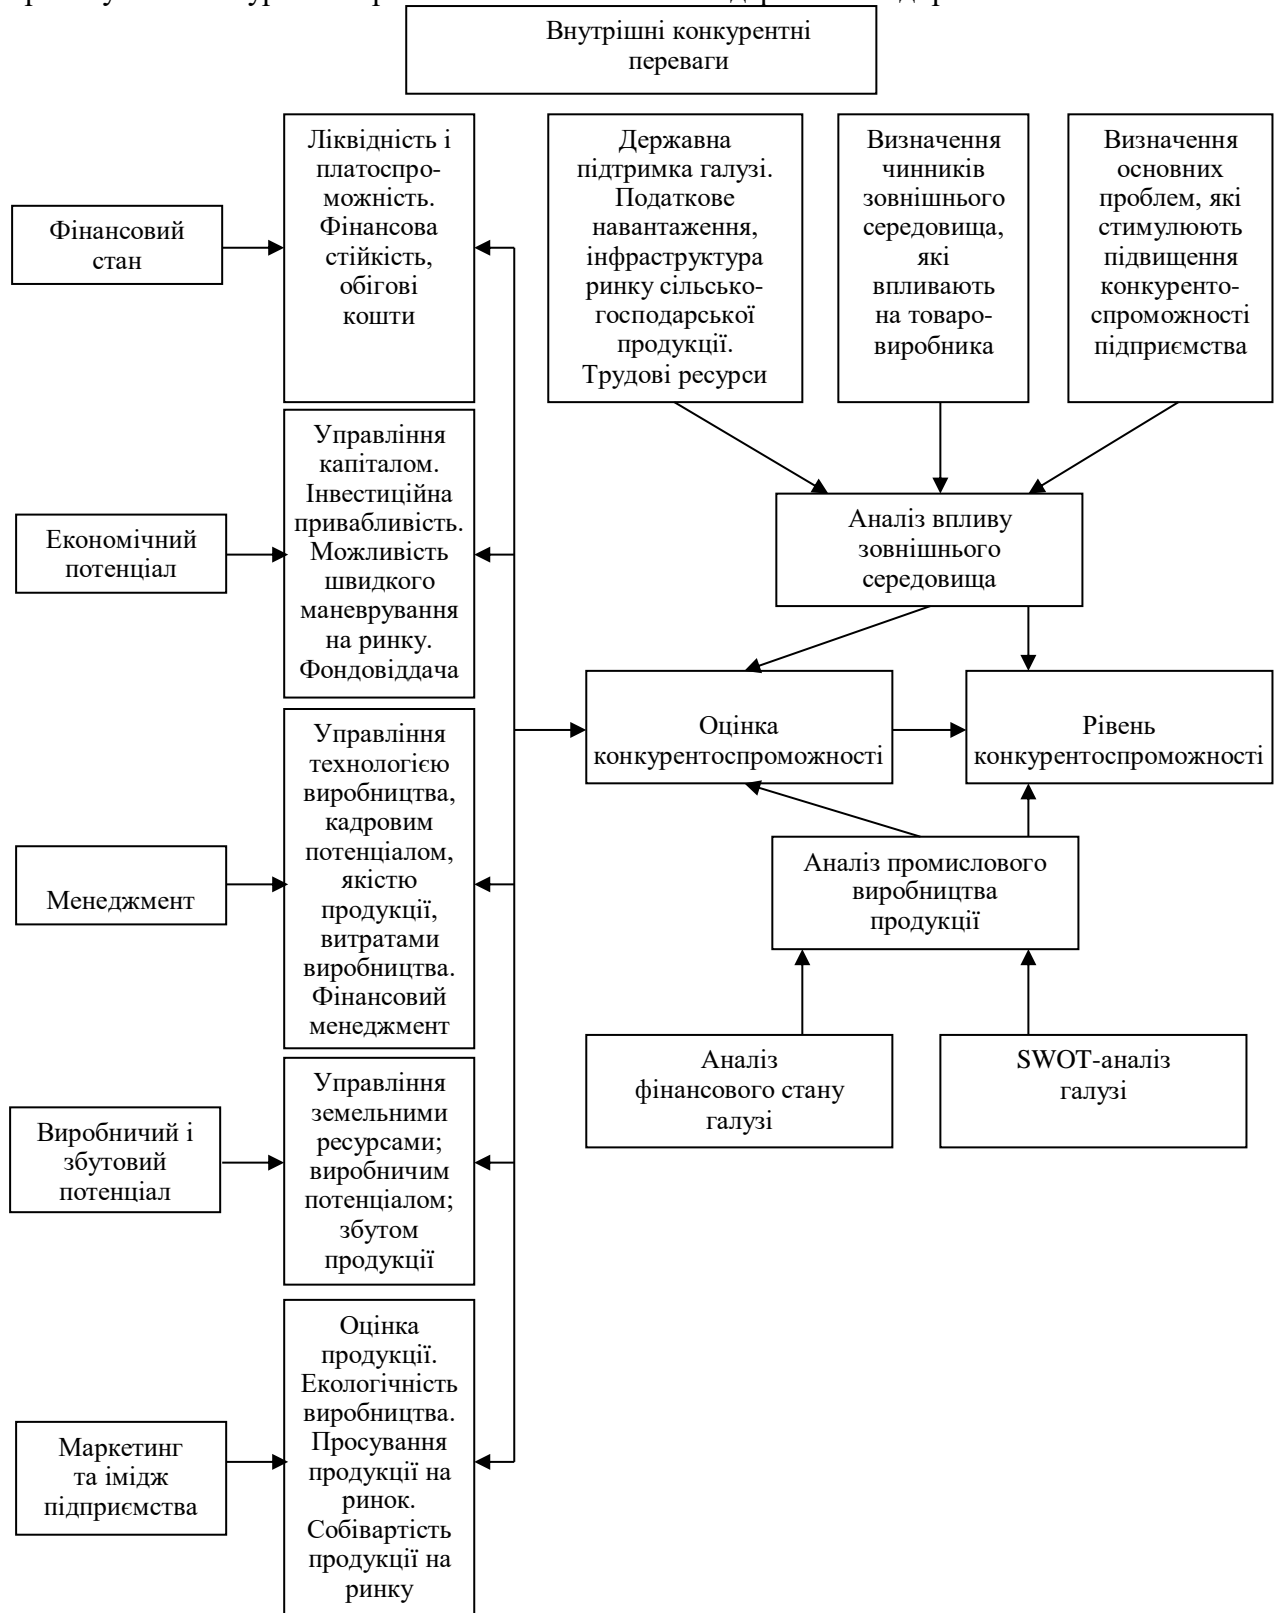 Внутрішні конкурентні
переваги
Ліквідність і
платоспро-
можність.
Фінансова
стійкість,
обігові
кошти
Державна
підтримка галузі.
Податкове
навантаження,
інфраструктура
ринку сільсько-
господарської
продукції.
Трудові ресурси
Визначення
чинників
зовнішнього
середовища,
які
впливають
на товаро-
виробника
Визначення
основних
проблем, які
стимулюють
підвищення
конкуренто-
спроможності
підприємства
Фінансовий
стан
Управління
капіталом.
Інвестиційна
привабливість.
Можливість
швидкого
маневрування
на ринку.
Фондовіддача
Економічний
потенціал
Аналіз впливу
зовнішнього
середовища
Оцінка
конкурентоспроможності
Рівень
конкурентоспроможності
Управління
технологією
виробництва,
кадровим
потенціалом,
якістю
продукції,
витратами
виробництва.
Фінансовий
менеджмент
Менеджмент
Аналіз промислового
виробництва
продукції
Аналіз
фінансового стану
галузі
SWOT-аналіз
галузі
Управління
земельними
ресурсами;
виробничим
потенціалом;
збутом
продукції
Виробничий і
збутовий
потенціал
Оцінка
продукції.
Екологічність
виробництва.
Просування
продукції на
ринок.
Собівартість
продукції на
ринку
Маркетинг
та імідж
підприємства